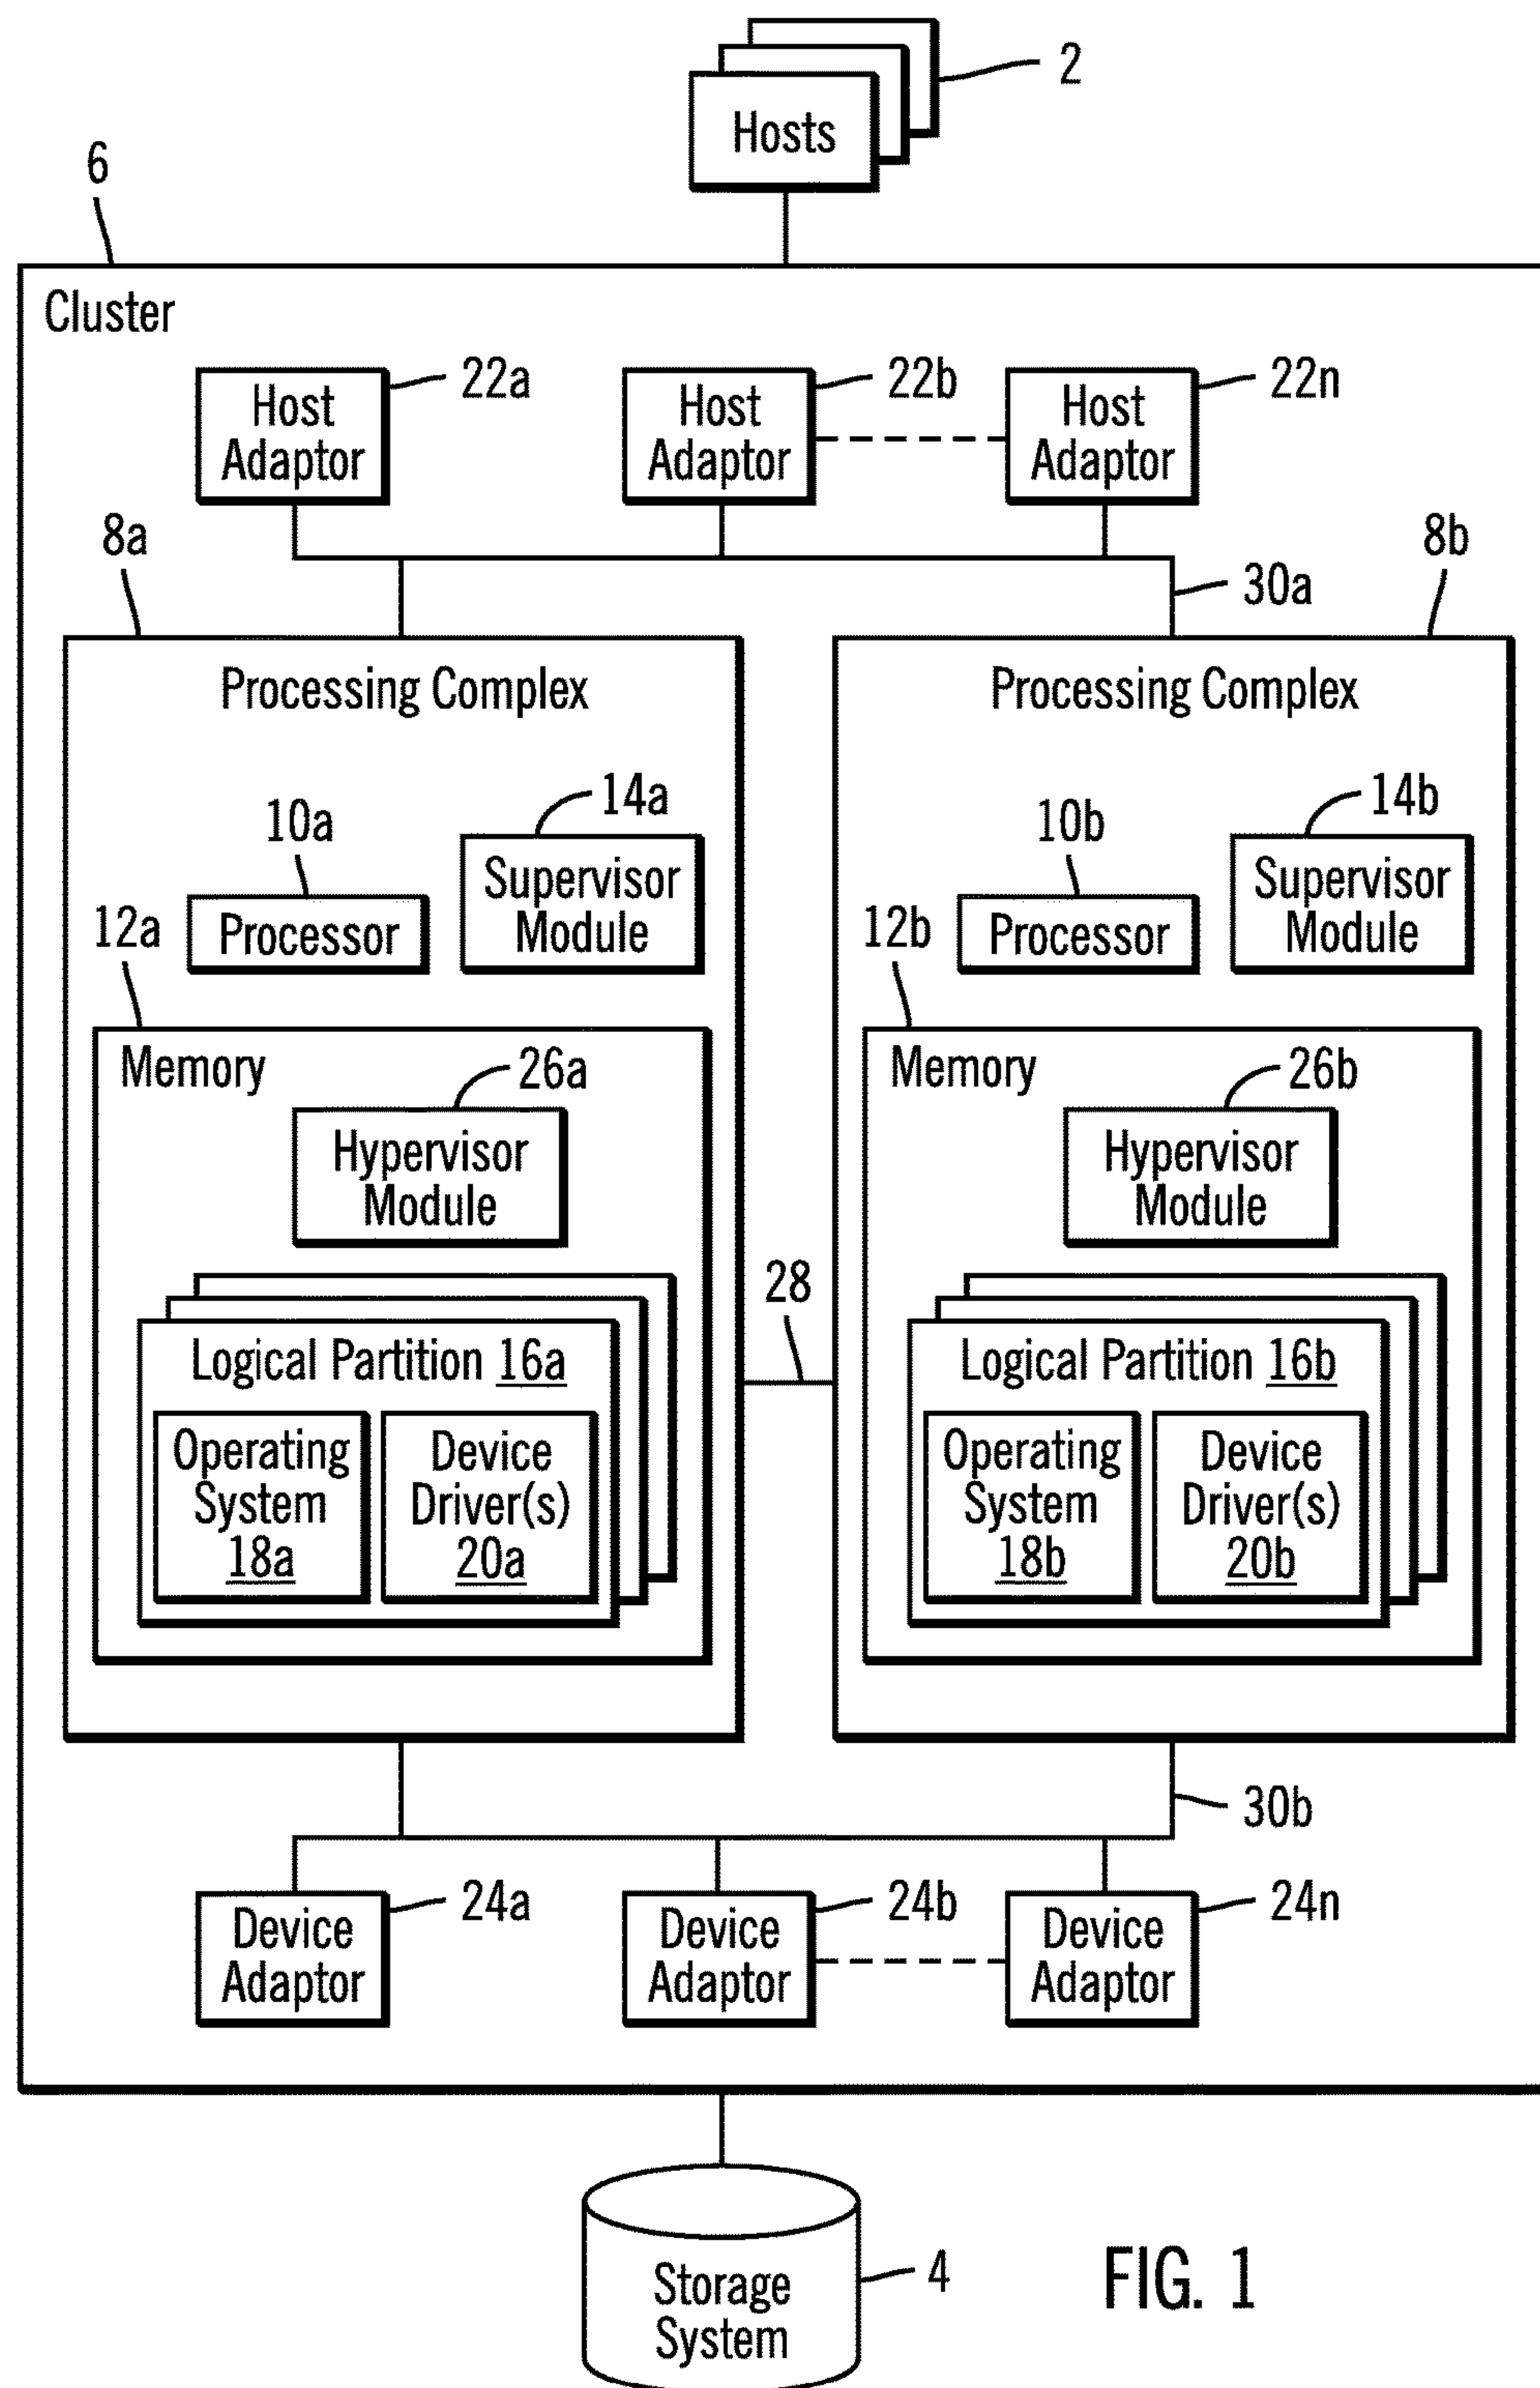 2
Hosts
6
Cluster
22a
22b
22n
Host
Adaptor
Host
Adaptor
Host
Adaptor
8a
8b
30a
Processing Complex
10a
14a
Processor
Supervisor
Module
12a
Memory
26a
Hypervisor
Module
Logical Partition 16a
Operating
System
18a
Device
Driver(s)
20a
28
Processing Complex
10b
14b
Processor
Supervisor
Module
12b
Memory
26b
Hypervisor
Module
Logical Partition 16b
Operating
System
18b
Device
Driver(s)
20b
30b
24a
24b
24n
Device
Adaptor
Device
Adaptor
Device
Adaptor
Storage
System
4
FIG. 1